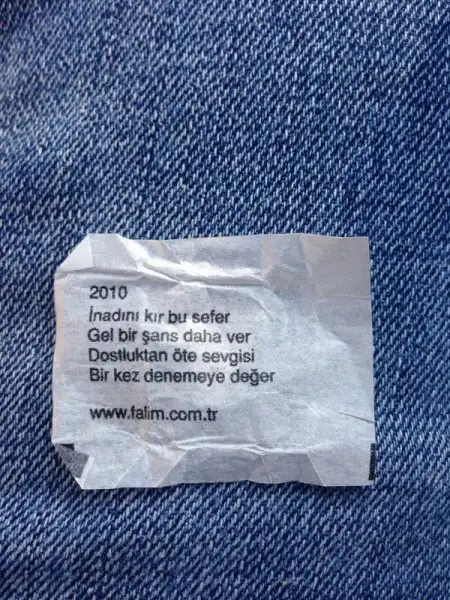 2010
İnadını kır bu sefer
Gel bir şans daha ver
Dostluktan öte sevgisi
Bir kez denemeye değer
www.falim.com.tr